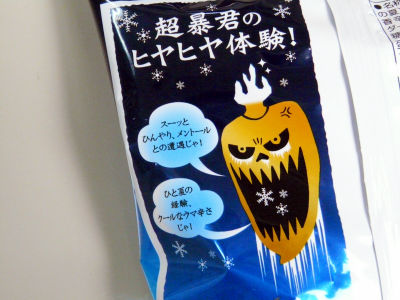 超暴君の
ヒヤヒヤ体験!
スーッと
ひんやり、メントール
との遭遇じゃ!
ひと夏の
経験、
クールなウマ辛さ
じゃ!